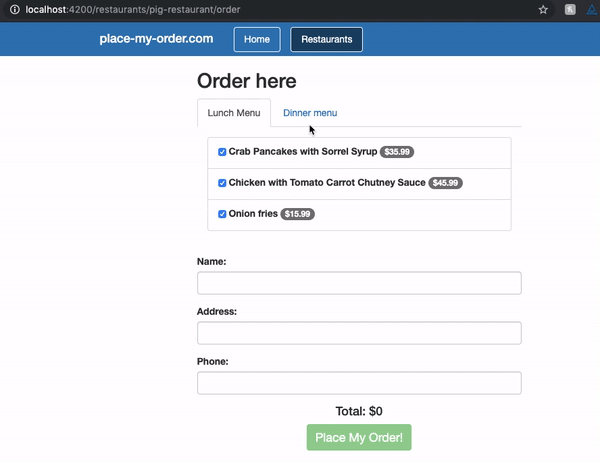 localhost:4200/restaurants/pig-restaurant/order
place-my-order.com Home Restaurants
Order here
Lunch Menu Dinner menu
Crab Pancakes with Sorrel Syrup $35.99
Chicken with Tomato Carrot Chutney Sauce $45.99
Onion fries $15.99
Name:
Address:
Phone:
Total: $0
Place My Order!